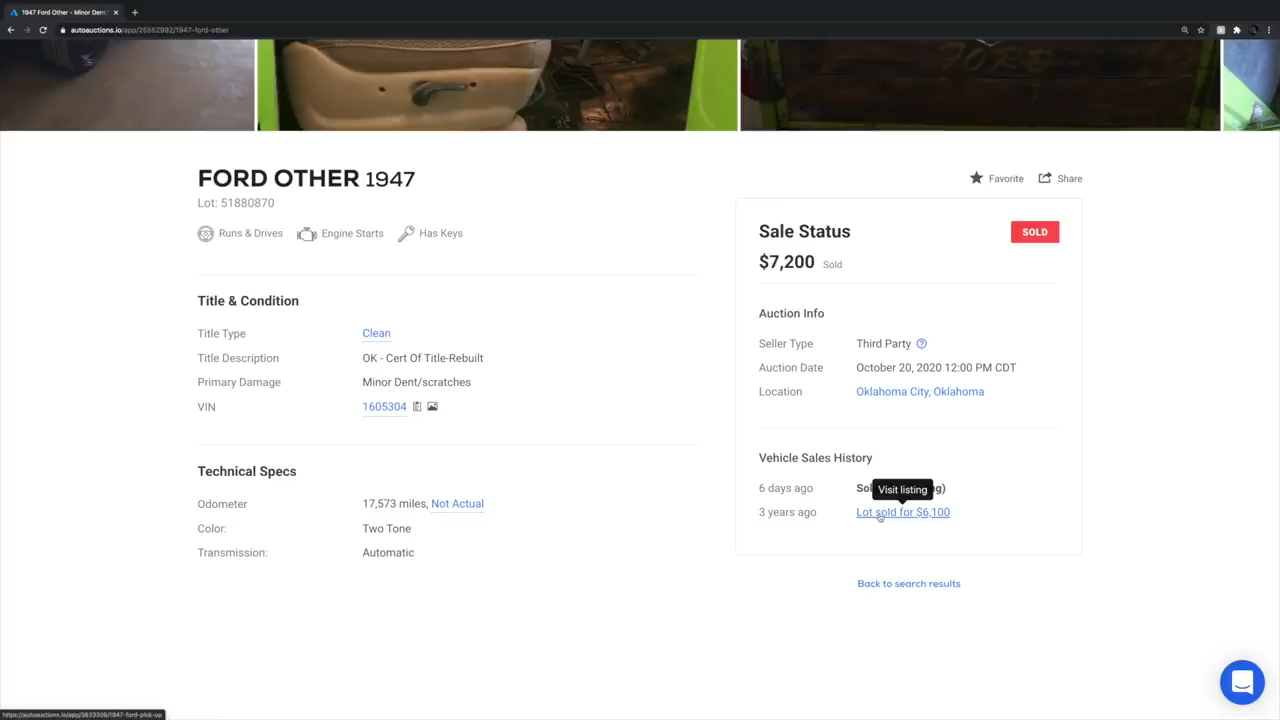 1947 Ford Other - Minor Dent/
autoauctions.io/app/25552992/1947-ford-other
FORD OTHER 1947
Lot: 51880870
Runs & Drives
Engine Starts
Has Keys
Title & Condition
Title Type
Clean
Title Description
OK - Cert Of Title-Rebuilt
Primary Damage
Minor Dent/scratches
VIN
1605304
Technical Specs
Odometer
17,573 miles, Not Actual
Color:
Two Tone
Transmission:
Automatic
Favorite
Share
Sale Status
SOLD
$7,200 Sold
Auction Info
Seller Type
Third Party
Auction Date
October 20, 2020 12:00 PM CDT
Location
Oklahoma City, Oklahoma
Vehicle Sales History
6 days ago
Visit listing
3 years ago
Lot sold for $6,100
Back to search results